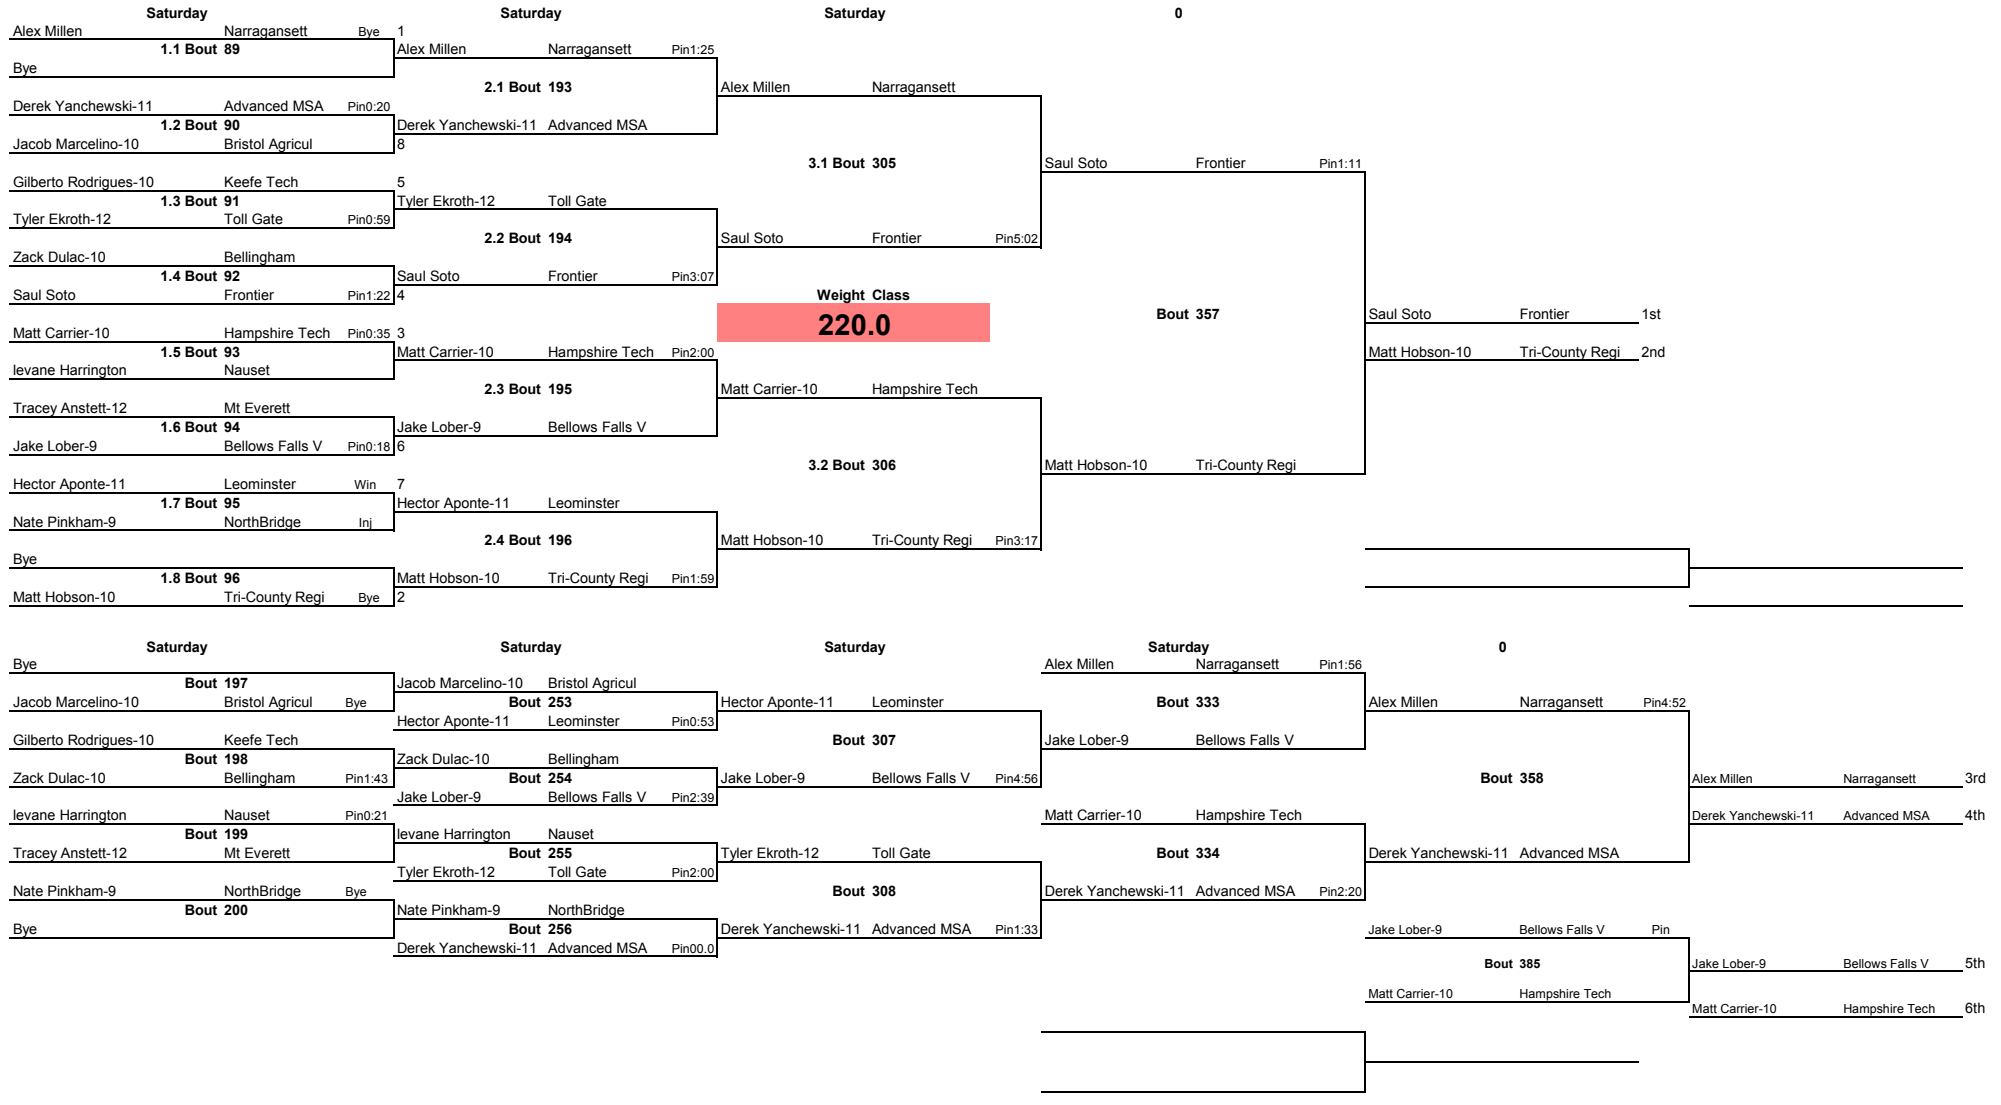 Saturday Saturday Saturday 0
Alex Millen Narragansett Bye 1
1.1 Bout 89 Alex Millen Narragansett Pin1:25
Bye
2.1 Bout 193 Alex Millen Narragansett
Derek Yanchewski-11 Advanced MSA Pin0:20
1.2 Bout 90 Derek Yanchewski-11 Advanced MSA
Jacob Marcelino-10 Bristol Agricul 8
3.1 Bout 305 Saul Soto Frontier Pin1:11
Gilberto Rodrigues-10 Keefe Tech 5
1.3 Bout 91 Tyler Ekroth-12 Toll Gate
Tyler Ekroth-12 Toll Gate Pin0:59
2.2 Bout 194 Saul Soto Frontier Pin5:02
Zack Dulac-10 Bellingham
1.4 Bout 92 Saul Soto Frontier Pin3:07
Saul Soto Frontier Pin1:22 4 Weight Class
220.0 Bout 357 Saul Soto Frontier 1st
Matt Carrier-10 Hampshire Tech Pin0:35 3
1.5 Bout 93 Matt Carrier-10 Hampshire Tech Pin2:00 Matt Hobson-10 Tri-County Regi 2nd
Ievane Harrington Nauset
2.3 Bout 195 Matt Carrier-10 Hampshire Tech
Tracey Anstett-12 Mt Everett
1.6 Bout 94 Jake Lober-9 Bellows Falls V
Jake Lober-9 Bellows Falls V Pin0:18 6
3.2 Bout 306 Matt Hobson-10 Tri-County Regi
Hector Aponte-11 Leominster Win 7
1.7 Bout 95 Hector Aponte-11 Leominster
Nate Pinkham-9 NorthBridge Inj
2.4 Bout 196 Matt Hobson-10 Tri-County Regi Pin3:17
Bye
1.8 Bout 96 Matt Hobson-10 Tri-County Regi Pin1:59
Matt Hobson-10 Tri-County Regi Bye 2
Saturday Saturday Saturday Saturday 0
Bye Alex Millen Narragansett Pin1:56
Bout 197 Jacob Marcelino-10 Bristol Agricul
Jacob Marcelino-10 Bristol Agricul Bye Bout 253 Hector Aponte-11 Leominster Bout 333 Alex Millen Narragansett Pin4:52
Hector Aponte-11 Leominster Pin0:53
Gilberto Rodrigues-10 Keefe Tech Bout 307 Jake Lober-9 Bellows Falls V
Bout 198 Zack Dulac-10 Bellingham
Zack Dulac-10 Bellingham Pin1:43 Bout 254 Jake Lober-9 Bellows Falls V Pin4:56 Bout 358 Alex Millen Narragansett 3rd
Jake Lober-9 Bellows Falls V Pin2:39
Ievane Harrington Nauset Pin0:21 Matt Carrier-10 Hampshire Tech Derek Yanchewski-11 Advanced MSA 4th
Bout 199 Ievane Harrington Nauset
Tracey Anstett-12 Mt Everett Bout 255 Tyler Ekroth-12 Toll Gate Bout 334 Derek Yanchewski-11 Advanced MSA
Tyler Ekroth-12 Toll Gate Pin2:00
Nate Pinkham-9 NorthBridge Bye Bout 308 Derek Yanchewski-11 Advanced MSA Pin2:20
Bout 200 Nate Pinkham-9 NorthBridge
Bye Bout 256 Derek Yanchewski-11 Advanced MSA Pin1:33 Jake Lober-9 Bellows Falls V Pin
Derek Yanchewski-11 Advanced MSA Pin00.0
Bout 385 Jake Lober-9 Bellows Falls V 5th
Matt Carrier-10 Hampshire Tech
Matt Carrier-10 Hampshire Tech 6th